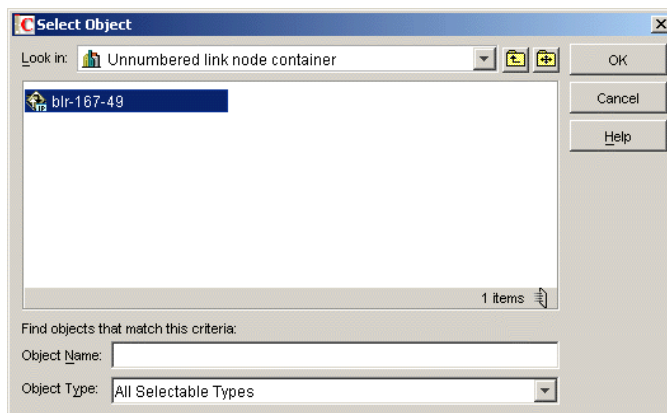 Select Object
Look in: Unnumbered link node container
OK
blr-167-49
Cancel
Help
1 items
Find objects that match this criteria:
Object Name:
Object Type: All Selectable Types